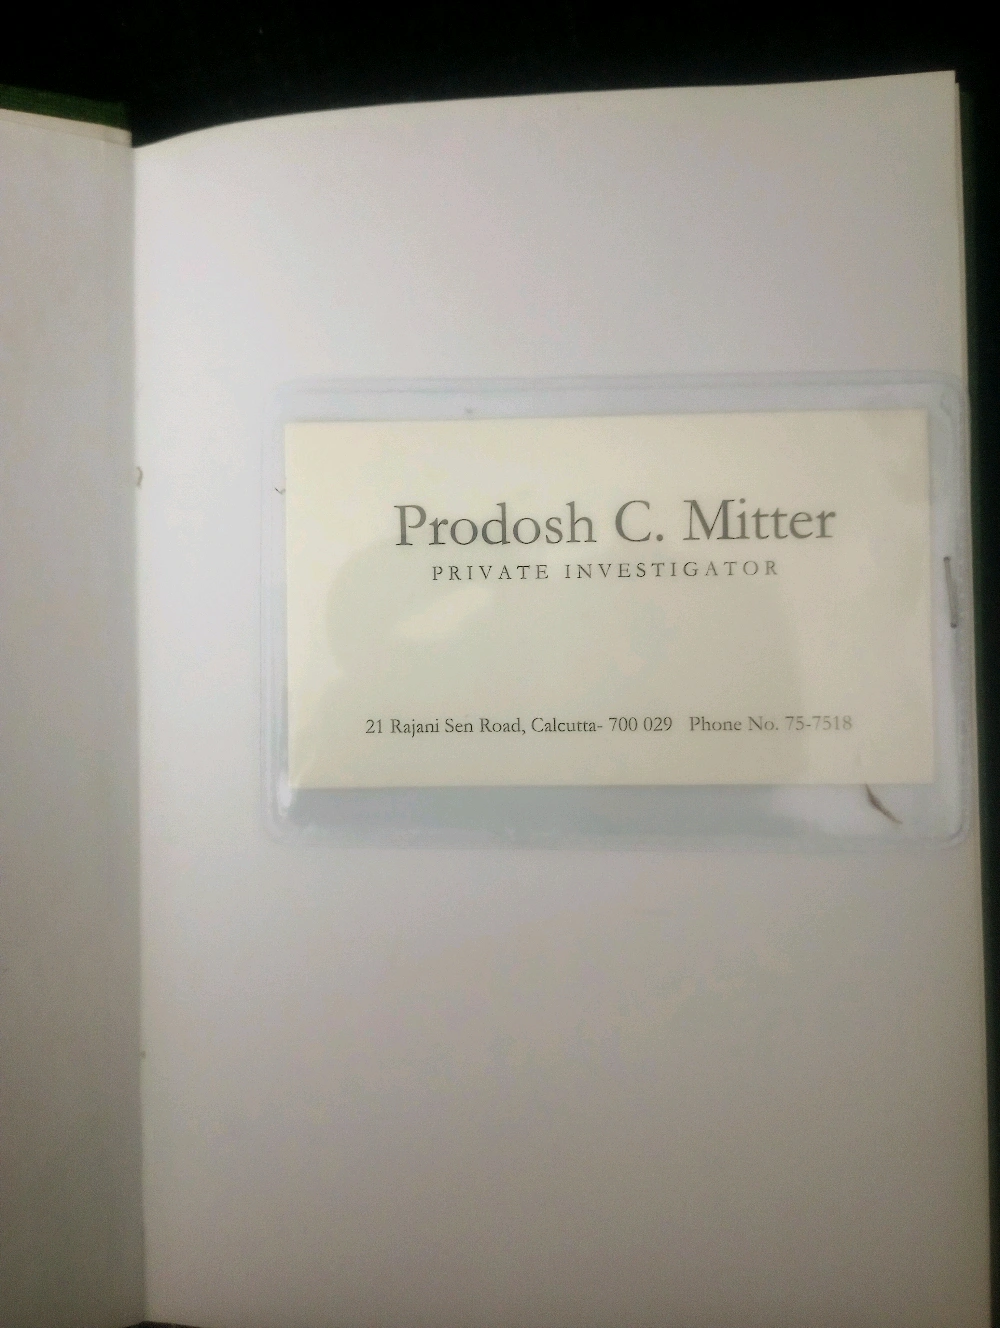 Prodosh C. Mitter
PRIVATE INVESTIGATOR
21 Rajani Sen Road, Calcutta- 700 029 Phone No. 75-7518